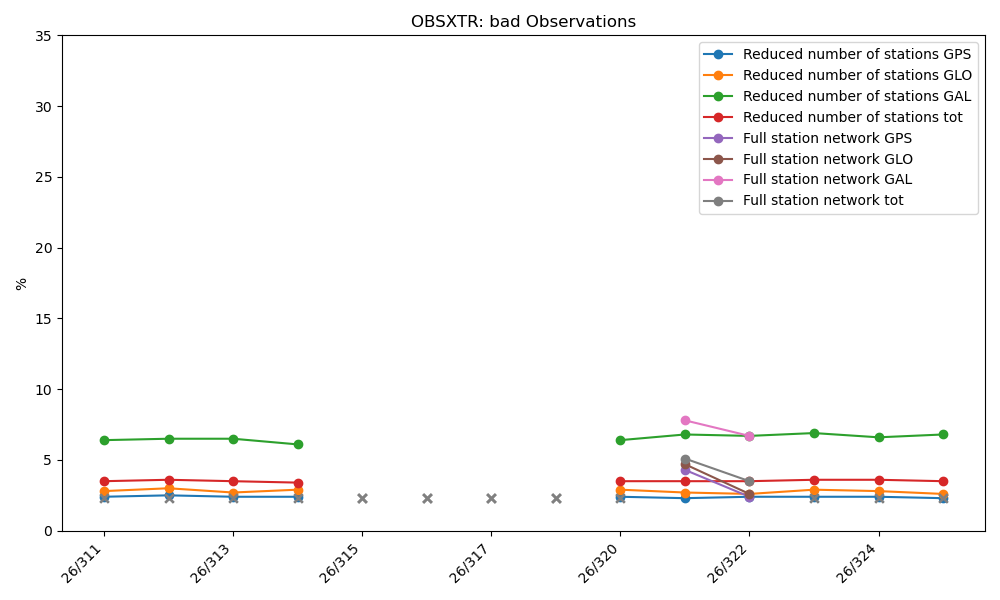 OBSXTR: bad Observations
35
30
25
20
15
10
5
0
%
Reduced number of stations GPS
Reduced number of stations GLO
Reduced number of stations GAL
Reduced number of stations tot
Full station network GPS
Full station network GLO
Full station network GAL
Full station network tot
26/311
26/313
26/315
26/317
26/320
26/322
26/324